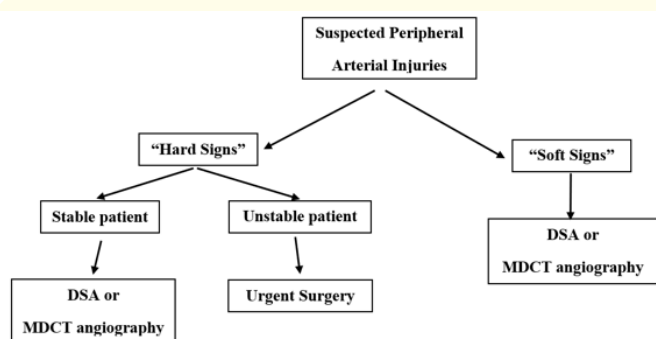 Suspected Peripheral
Arterial Injuries
“Hard Signs”
“Soft Signs”
Stable patient
Unstable patient
DSA or
MDCT angiography
DSA or
MDCT angiography
Urgent Surgery